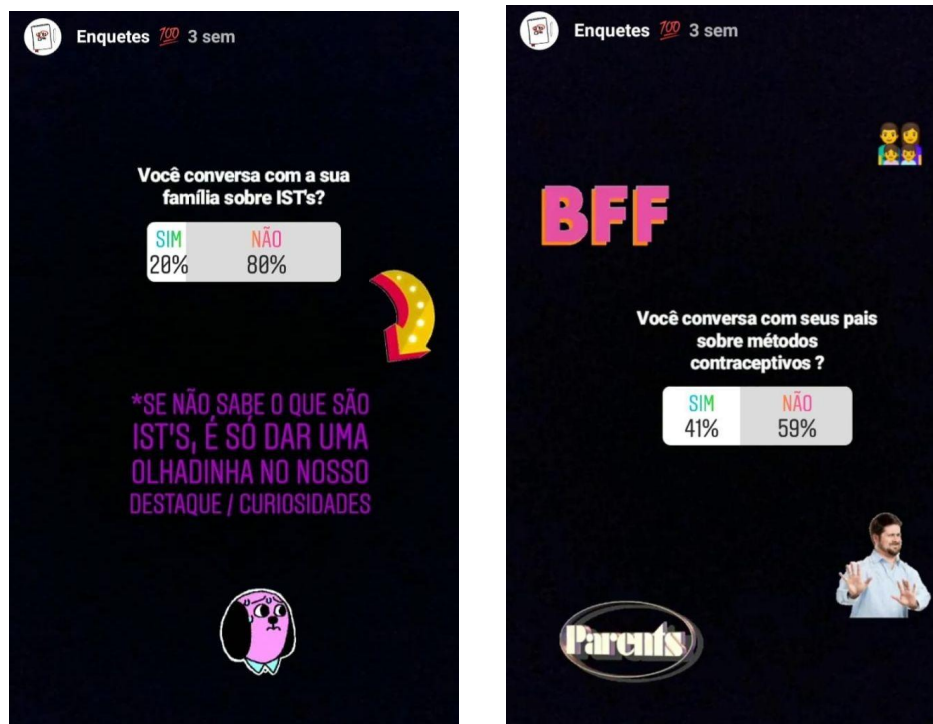 Enquetes 💯 3 sem
Você conversa com a sua
família sobre IST's?
SIM NÃO
20% 80%
*SE NÃO SABE O QUE SÃO
IST'S, É SÓ DAR UMA
OLHADINHA NO NOSSO
DESTAQUE / CURIOSIDADES
Enquetes 💯 3 sem
BFF
Você conversa com seus pais
sobre métodos
contraceptivos ?
SIM NÃO
41% 59%
Parents